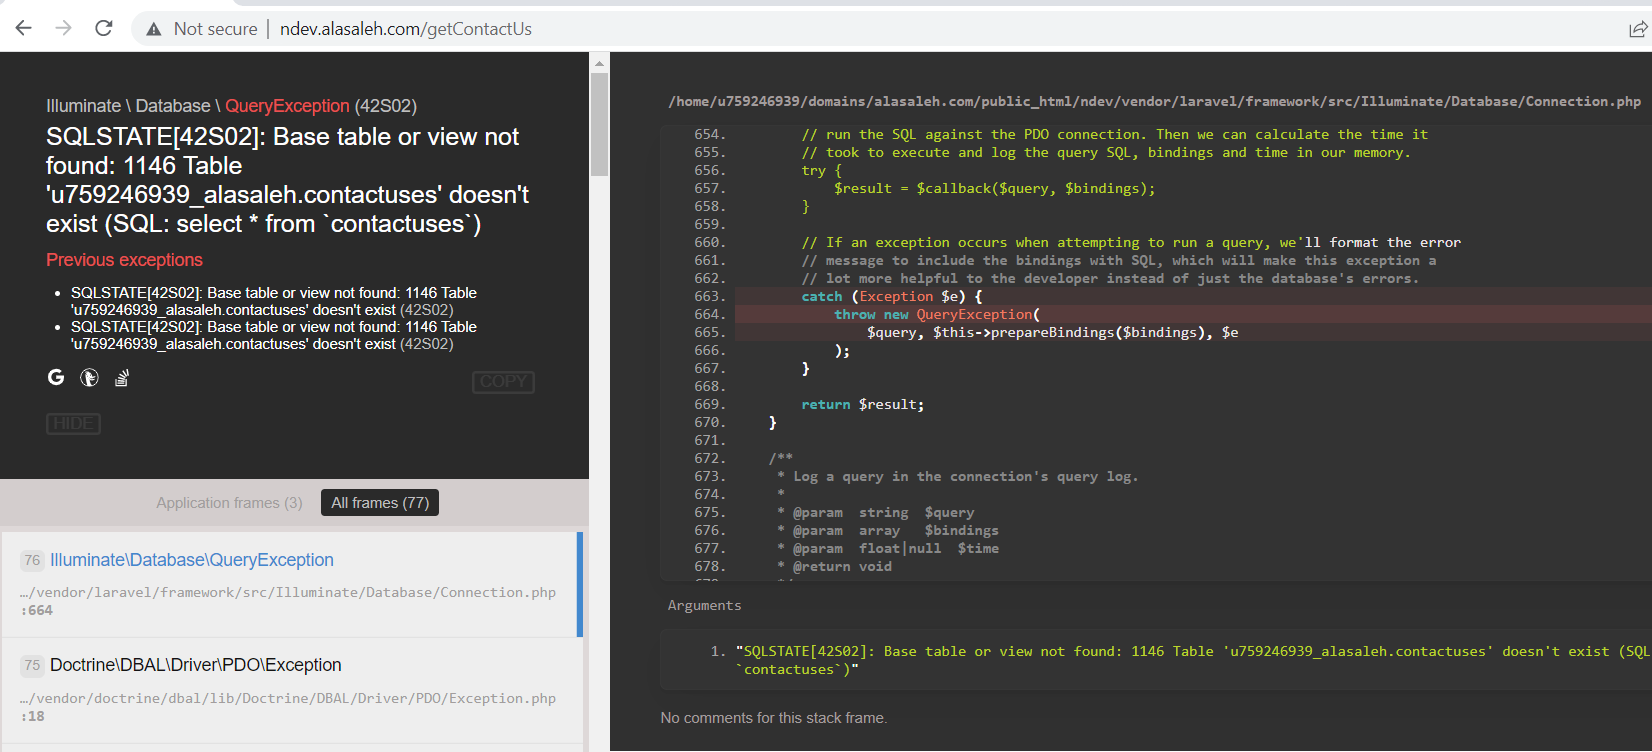 Not secure | ndev.alasaleh.com/getContactUs
Illuminate \ Database \ QueryException (42S02)
SQLSTATE[42S02]: Base table or view not
found: 1146 Table
'u759246939_alasaleh.contactuses' doesn't
exist (SQL: select * from `contactuses`)
Previous exceptions
• SQLSTATE[42S02]: Base table or view not found: 1146 Table
'u759246939_alasaleh.contactuses' doesn't exist (42S02)
• SQLSTATE[42S02]: Base table or view not found: 1146 Table
'u759246939_alasaleh.contactuses' doesn't exist (42S02)
COPY
HIDE
Application frames (3) All frames (77)
76 Illuminate\Database\QueryException
…/vendor/laravel/framework/src/Illuminate/Database/Connection.php
:664
75 Doctrine\DBAL\Driver\PDO\Exception
…/vendor/doctrine/dbal/lib/Doctrine/DBAL/Driver/PDO/Exception.php
:18
/home/u759246939/domains/alasaleh.com/public_html/ndev/vendor/laravel/framework/src/Illuminate/Database/Connection.php
654. // run the SQL against the PDO connection. Then we can calculate the time it
655. // took to execute and log the query SQL, bindings and time in our memory.
656. try {
657. $result = $callback($query, $bindings);
658. }
659.
660. // If an exception occurs when attempting to run a query, we'll format the error
661. // message to include the bindings with SQL, which will make this exception a
662. // lot more helpful to the developer instead of just the database's errors.
663. catch (Exception $e) {
664. throw new QueryException(
665. $query, $this->prepareBindings($bindings), $e
666. );
667. }
668.
669. return $result;
670. }
671.
672. /**
673. * Log a query in the connection's query log.
674. *
675. * @param string $query
676. * @param array $bindings
677. * @param float|null $time
678. * @return void
Arguments
1. "SQLSTATE[42S02]: Base table or view not found: 1146 Table 'u759246939_alasaleh.contactuses' doesn't exist (SQL
`contactuses`)"
No comments for this stack frame.